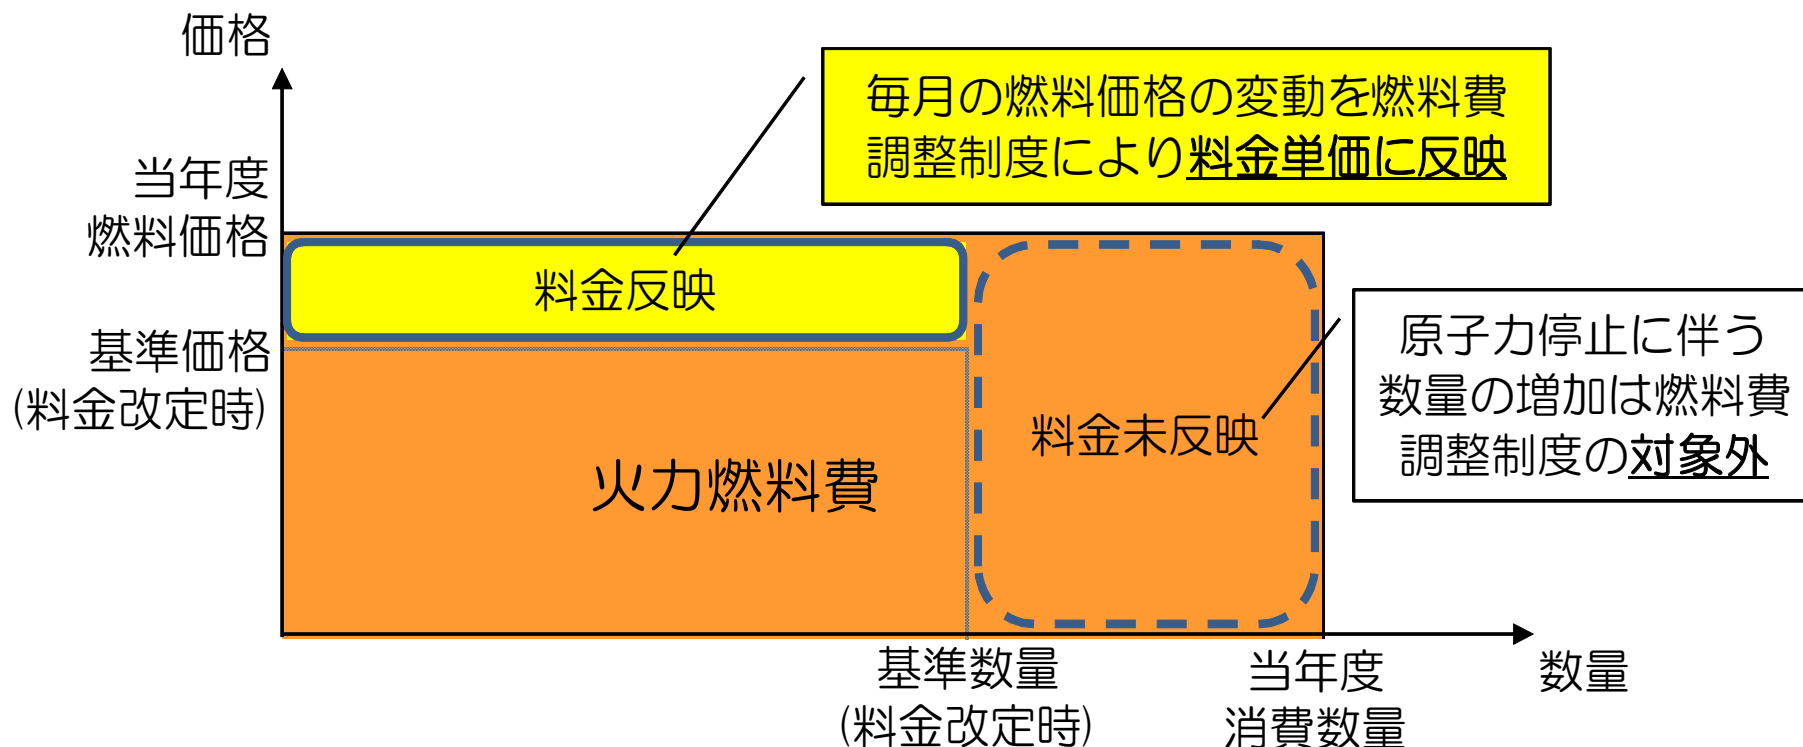 価格
毎月の燃料価格の変動を燃料費
調整制度により料金単価に反映
当年度
燃料価格
料金反映
基準価格
(料金改定時)
原子力停止に伴う
数量の増加は燃料費
調整制度の対象外
料金未反映
火力燃料費
基準数量
(料金改定時)
当年度
消費数量
数量